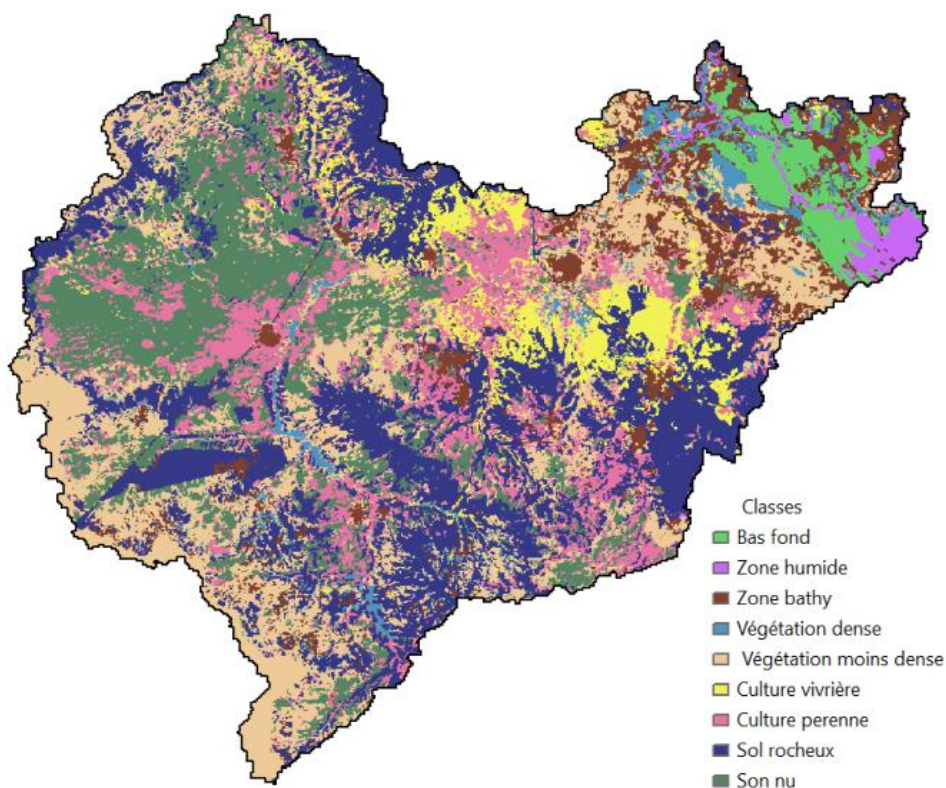 Classes
Bas fond
Zone humide
Zone bathy
Végétation dense
Végétation moins dense
Culture vivrière
Culture perenne
Sol rocheux
Son nu